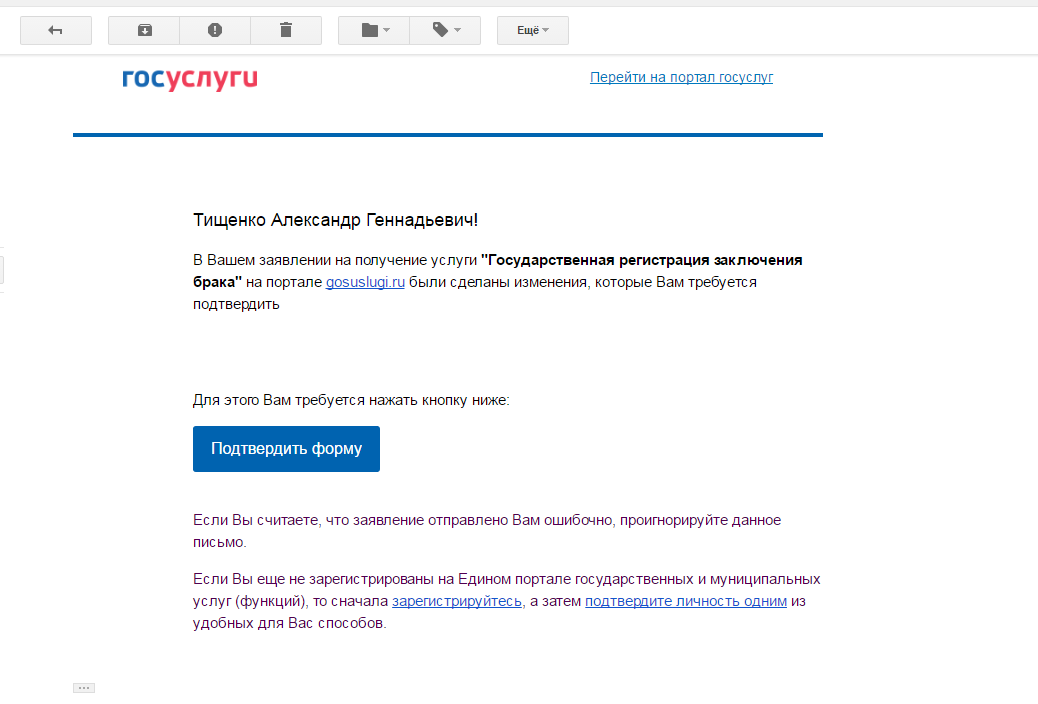 Ещё
госуслуги
Перейти на портал госуслуг
Тищенко Александр Геннадьевич!
В Вашем заявлении на получение услуги "Государственная регистрация заключения
брака" на портале gosuslugi.ru были сделаны изменения, которые Вам требуется
подтвердить
Для этого Вам требуется нажать кнопку ниже:
Подтвердить форму
Если Вы считаете, что заявление отправлено Вам ошибочно, проигнорируйте данное
письмо.
Если Вы еще не зарегистрированы на Едином портале государственных и муниципальных
услуг (функций), то сначала зарегистрируйтесь, а затем подтвердите личность одним из
удобных для Вас способов.